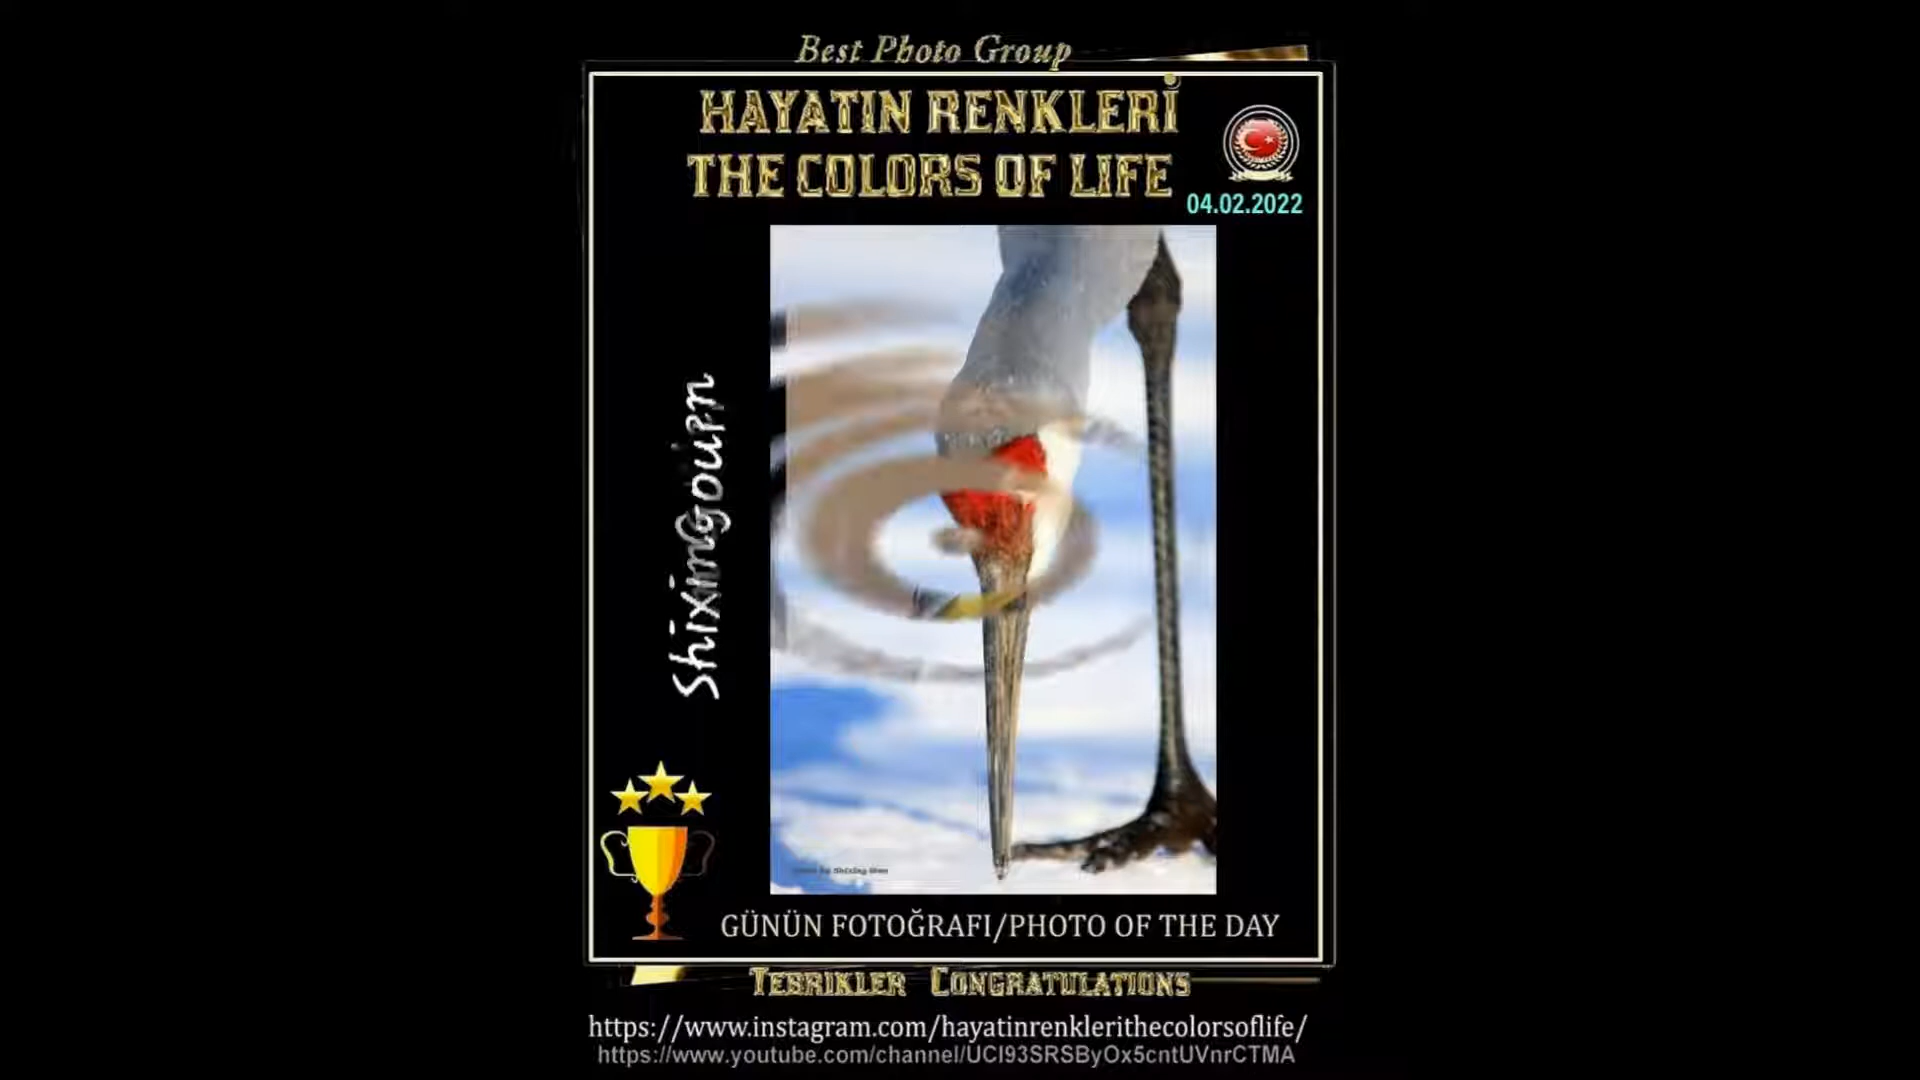 Best Photo Group
HAYATIN RENKLERİ
THE COLORS OF LIFE
04.02.2022
GÜNÜN FOTOĞRAFI/PHOTO OF THE DAY
TEBRIKLER CONGRATULATIONS
https://www.instagram.com/hayatinrenklerithecolorsoflife/
https://www.youtube.com/channel/UCI93SRSByOx5cntUVnrCTMA